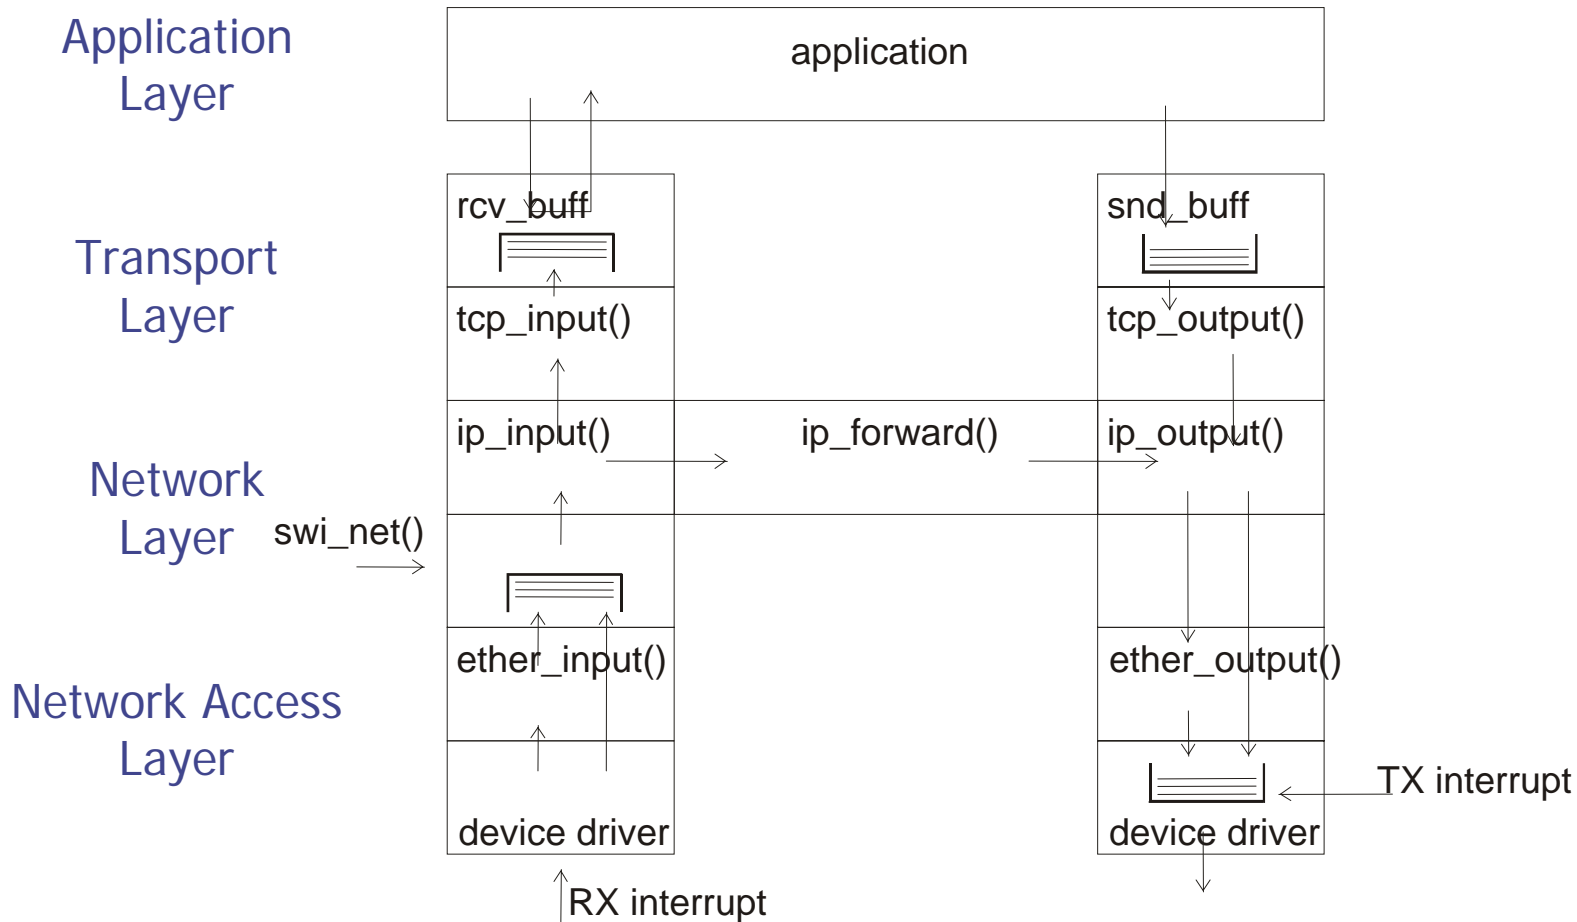 Application
Layer
application
rcv_buff
snd_buff
Transport
Layer
tcp_input()
tcp_output()
ip_input()
ip_forward()
ip_output()
Network
Layer
swi_net()
ether_input()
ether_output()
Network Access
Layer
TX interrupt
device driver
device driver
RX interrupt